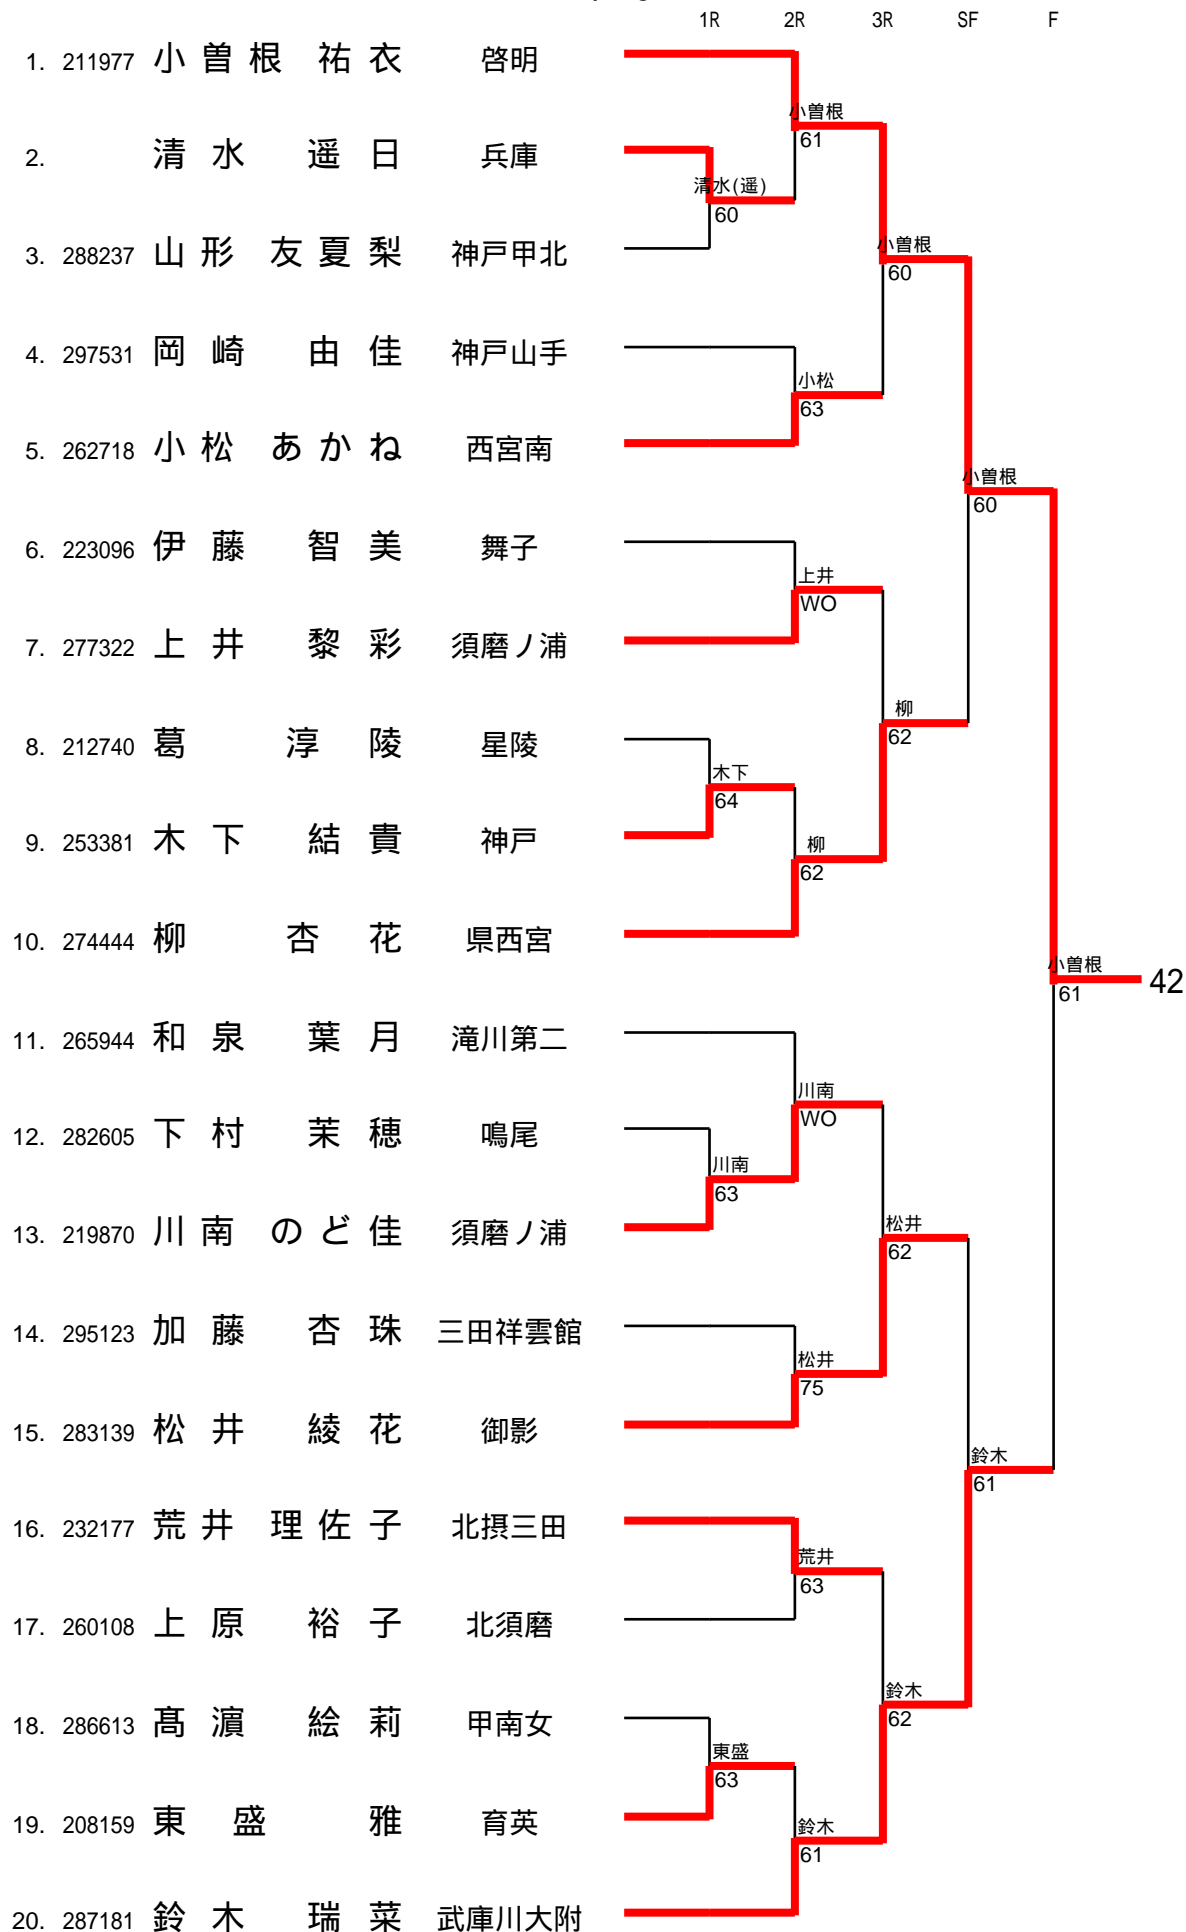 1R 2R 3R SF F
1. 211977 小曽根 祐衣 啓明
小曽根
61
2. 清水 遥日 兵庫
清水(遥)
60
3. 288237 山形 友夏梨 神戸甲北
小曽根
60
4. 297531 岡崎 由佳 神戸山手
小松
63
5. 262718 小松 あかね 西宮南
小曽根
60
6. 223096 伊藤 智美 舞子
上井
WO
7. 277322 上井 黎彩 須磨ノ浦
柳
62
8. 212740 葛 淳陵 星陵
木下
64
9. 253381 木下 結貴 神戸
柳
62
10. 274444 柳 杏花 県西宮
小曽根
61
42
11. 265944 和泉 葉月 滝川第二
川南
WO
12. 282605 下村 茉穂 鳴尾
川南
63
13. 219870 川南 のど佳 須磨ノ浦
松井
62
14. 295123 加藤 杏珠 三田祥雲館
松井
75
15. 283139 松井 綾花 御影
鈴木
61
16. 232177 荒井 理佐子 北摂三田
荒井
63
17. 260108 上原 裕子 北須磨
鈴木
62
18. 286613 髙濵 絵莉 甲南女
東盛
63
19. 208159 東盛 雅 育英
鈴木
61
20. 287181 鈴木 瑞菜 武庫川大附